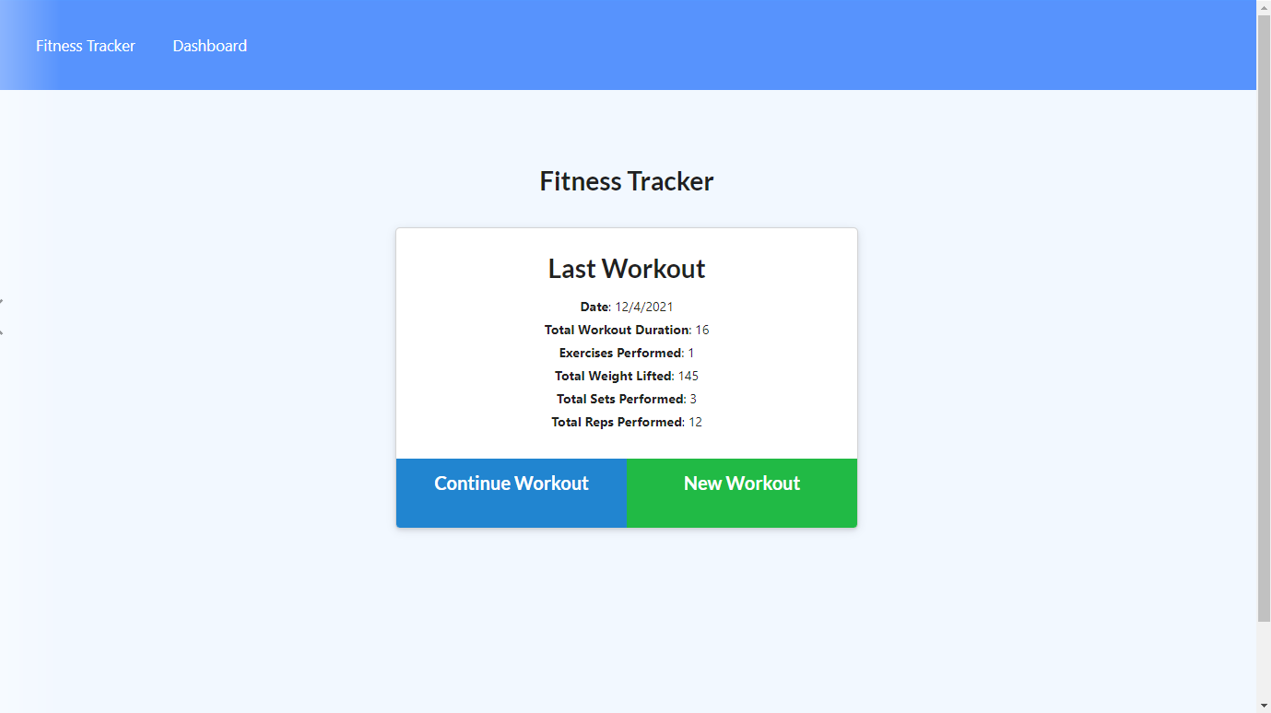 Fitness Tracker Dashboard
Fitness Tracker
Last Workout
Date: 12/4/2021
Total Workout Duration: 16
Exercises Performed: 1
Total Weight Lifted: 145
Total Sets Performed: 3
Total Reps Performed: 12
Continue Workout New Workout